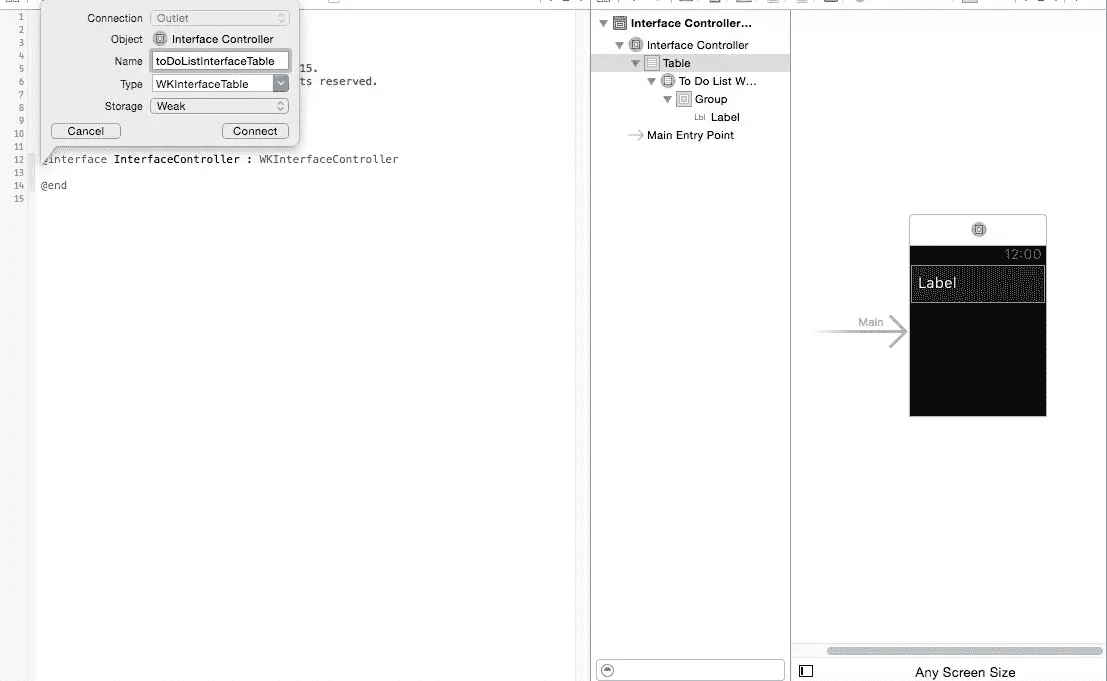 Connection Outlet
Object Interface Controller
Name toDoListInterfaceTable
Type WKInterfaceTable
Storage Weak
Cancel Connect
1
2
3
4
5 15.
6 ts reserved.
7
8
9
10
11
12 @interface InterfaceController : WKInterfaceController
13
14 @end
15
Interface Controller...
Interface Controller
Table
To Do List W...
Group
Lbl Label
Main Entry Point
12:00
Label
Main
Any Screen Size